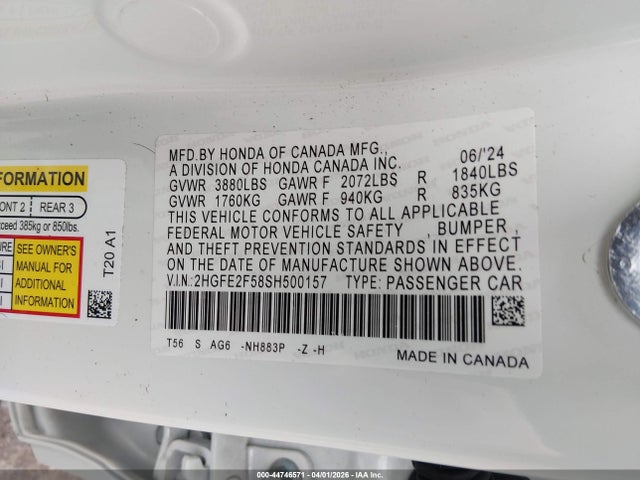 FORMATION
ONT 2 REAR 3
xceed 385kg or 850lbs.
URE
SEE OWNER'S
MANUAL FOR
ADDITIONAL
INFORMATION
T20 A1
MFD.BY HONDA OF CANADA MFG., 06/'24
A DIVISION OF HONDA CANADA INC.
GVWR 3880LBS GAWR F 2072LBS R 1840LBS
GVWR 1760KG GAWR F 940KG R 835KG
THIS VEHICLE CONFORMS TO ALL APPLICABLE
FEDERAL MOTOR VEHICLE SAFETY , BUMPER,
AND THEFT PREVENTION STANDARDS IN EFFECT
ON THE DATE OF MANUFACTURE SHOWN ABOVE.
V.I.N.:2HGFE2F58SH500157 TYPE: PASSENGER CAR
T56 S AG6 -NH883P -Z -H
MADE IN CANADA
000-44746571 - 04/01/2026 - IAAI.COM